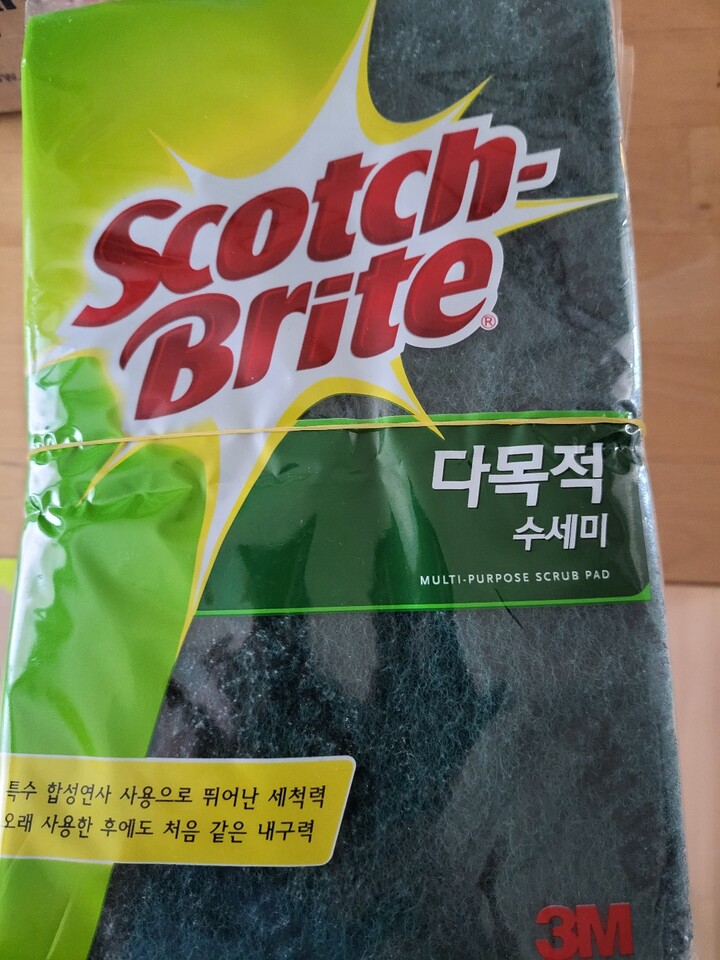 Scotch-
Brite®
다목적
수세미
MULTI-PURPOSE SCRUB PAD
특수 합성연사 사용으로 뛰어난 세척력
오래 사용한 후에도 처음 같은 내구력
3M